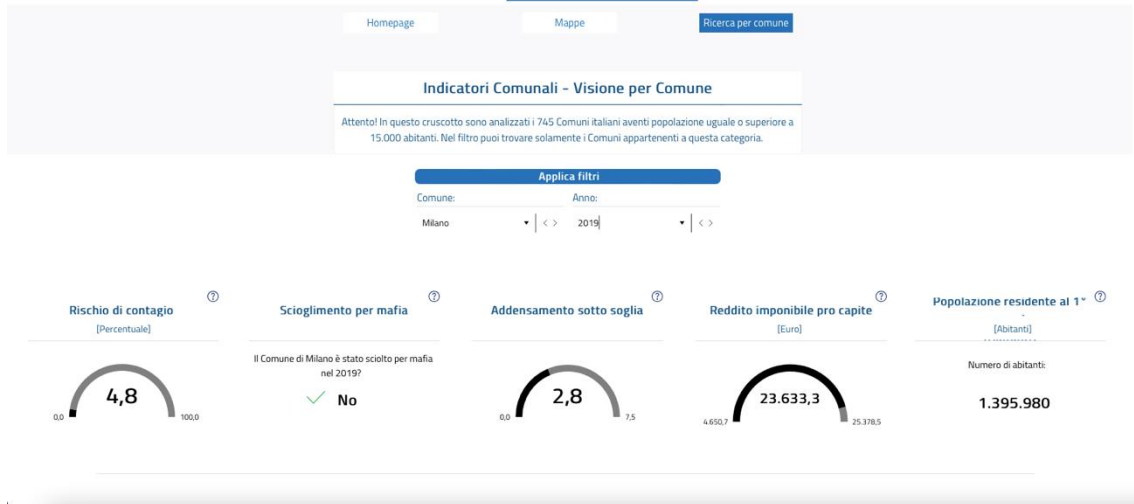 Homepage
Mappe
Ricerca per comune
Indicatori Comunali - Visione per Comune
Attento! In questo cruscotto sono analizzati i 745 Comuni italiani aventi popolazione uguale o superiore a
15.000 abitanti. Nel filtro puoi trovare solamente i Comuni appartenenti a questa categoria.
Applica filtri
Comune:
Anno:
Milano
2019
Rischio di contagio
[Percentuale]
4,8
0,0
100,0
Scioglimento per mafia
Il Comune di Milano è stato sciolto per mafia
nel 2019?
No
Addensamento sotto soglia
2,8
0,0
7,5
Reddito imponibile pro capite
[Euro]
23.633,3
4.650,7
25.378,5
Popolazione residente al 1°
[Abitanti]
Numero di abitanti:
1.395.980